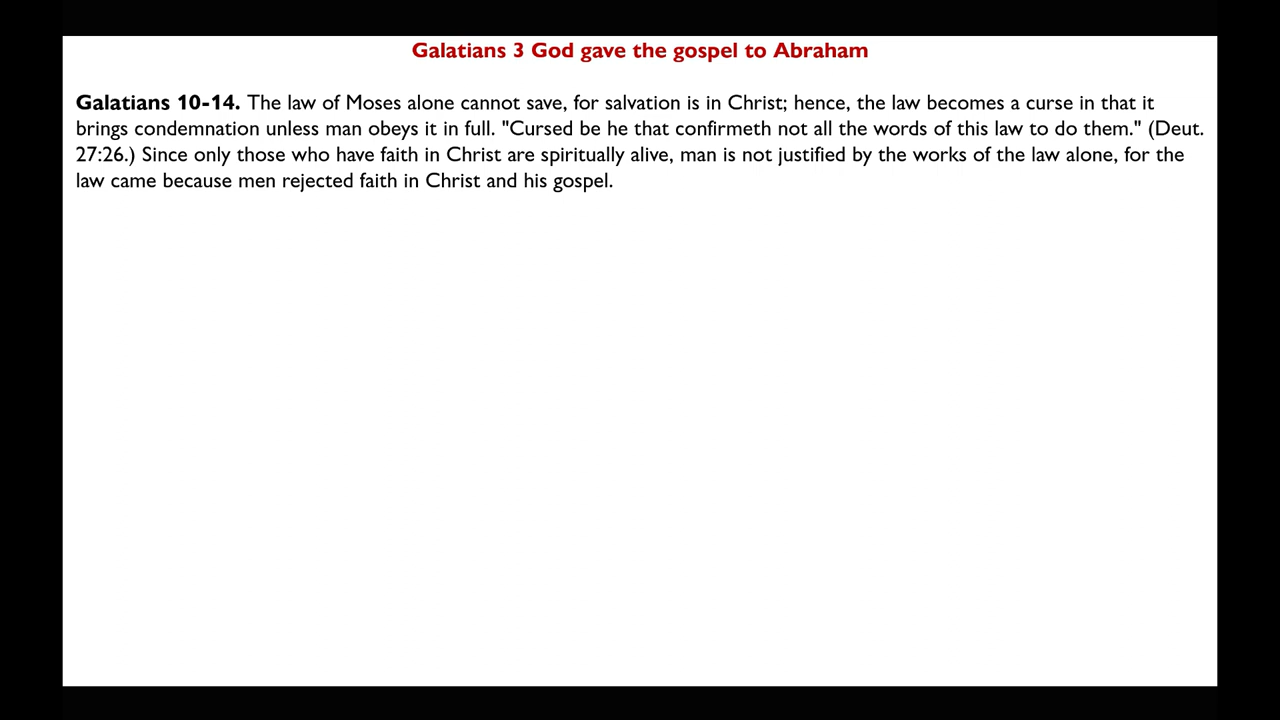 Galatians 3 God gave the gospel to Abraham
Galatians 10-14. The law of Moses alone cannot save, for salvation is in Christ; hence, the law becomes a curse in that it
brings condemnation unless man obeys it in full. "Cursed be he that confirmeth not all the words of this law to do them." (Deut.
27:26.) Since only those who have faith in Christ are spiritually alive, man is not justified by the works of the law alone, for the
law came because men rejected faith in Christ and his gospel.